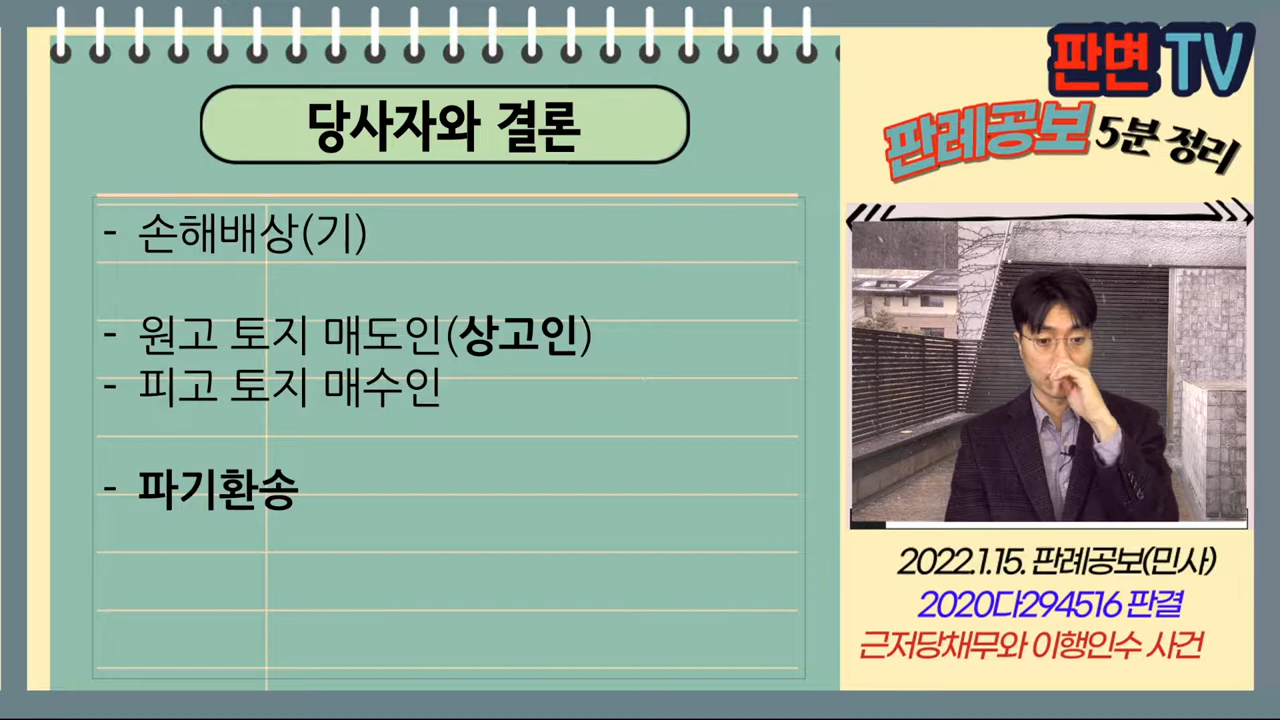 당사자와 결론
- 손해배상(기)
- 원고 토지 매도인(상고인)
- 피고 토지 매수인
- 파기환송
판변 TV
판례공보 5분 정리
2022.1.15. 판례공보(민사)
2020다294516 판결
근저당채무와 이행인수 사건